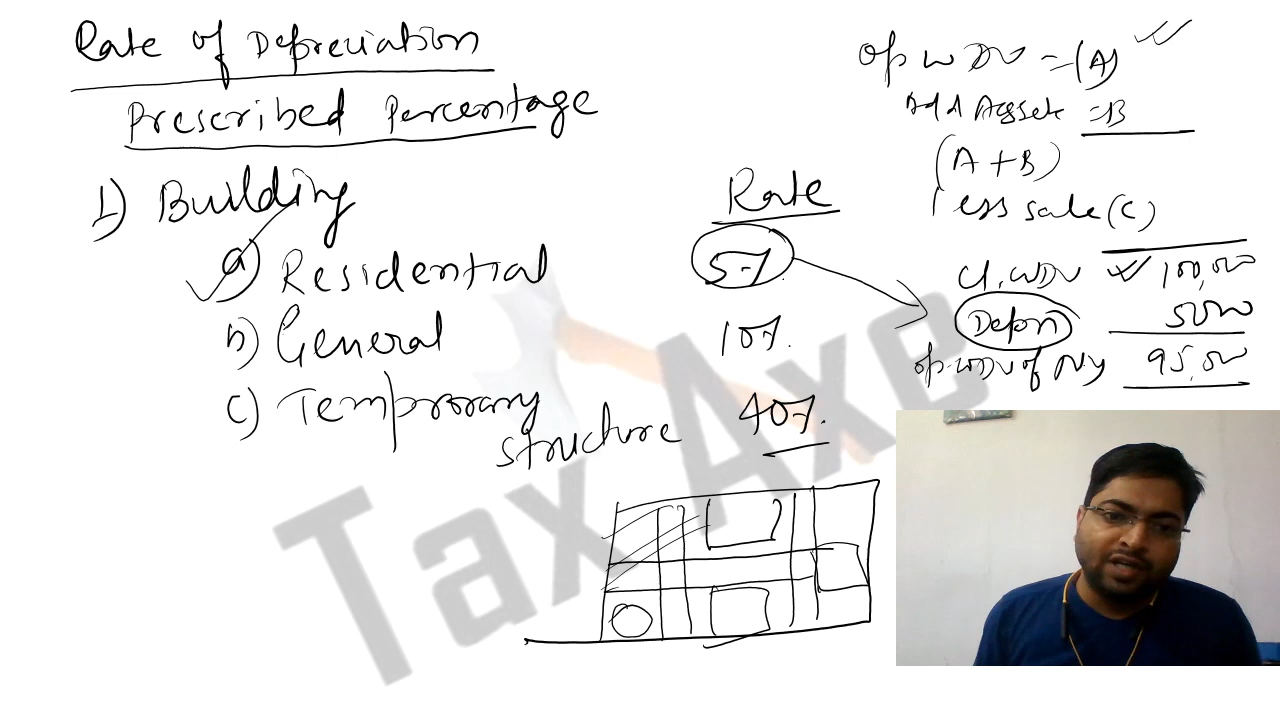 Rate of Depreciation
Prescribed Percentage
1) Building
Rate
a) Residential 5%
b) General 10%
c) Temprorary structure 40%
op WDV = (A)
Add Asset = B
(A + B)
less sale (C)
Cl. WDV 100,000
Depn 5000
op. WDV of Ny 95,000
Tax Axe